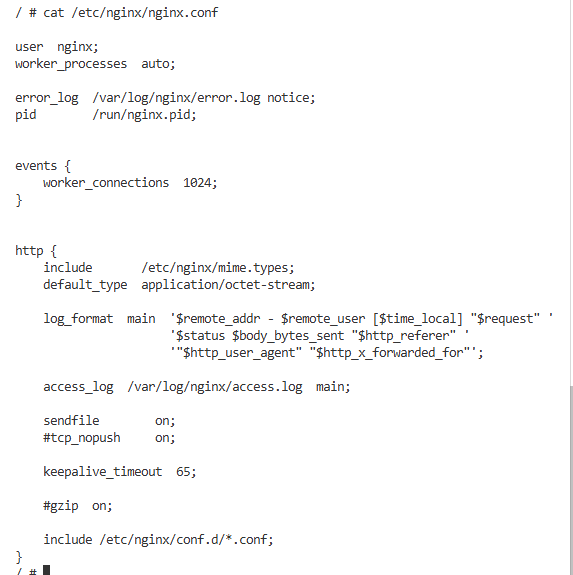 / # cat /etc/nginx/nginx.conf

user  nginx;
worker_processes  auto;

error_log  /var/log/nginx/error.log notice;
pid        /run/nginx.pid;


events {
    worker_connections  1024;
}


http {
    include       /etc/nginx/mime.types;
    default_type  application/octet-stream;

    log_format  main  '$remote_addr - $remote_user [$time_local] "$request" '
                      '$status $body_bytes_sent "$http_referer" '
                      '"$http_user_agent" "$http_x_forwarded_for"';

    access_log  /var/log/nginx/access.log  main;

    sendfile        on;
    #tcp_nopush     on;

    keepalive_timeout  65;

    #gzip  on;

    include /etc/nginx/conf.d/*.conf;
}
/ #